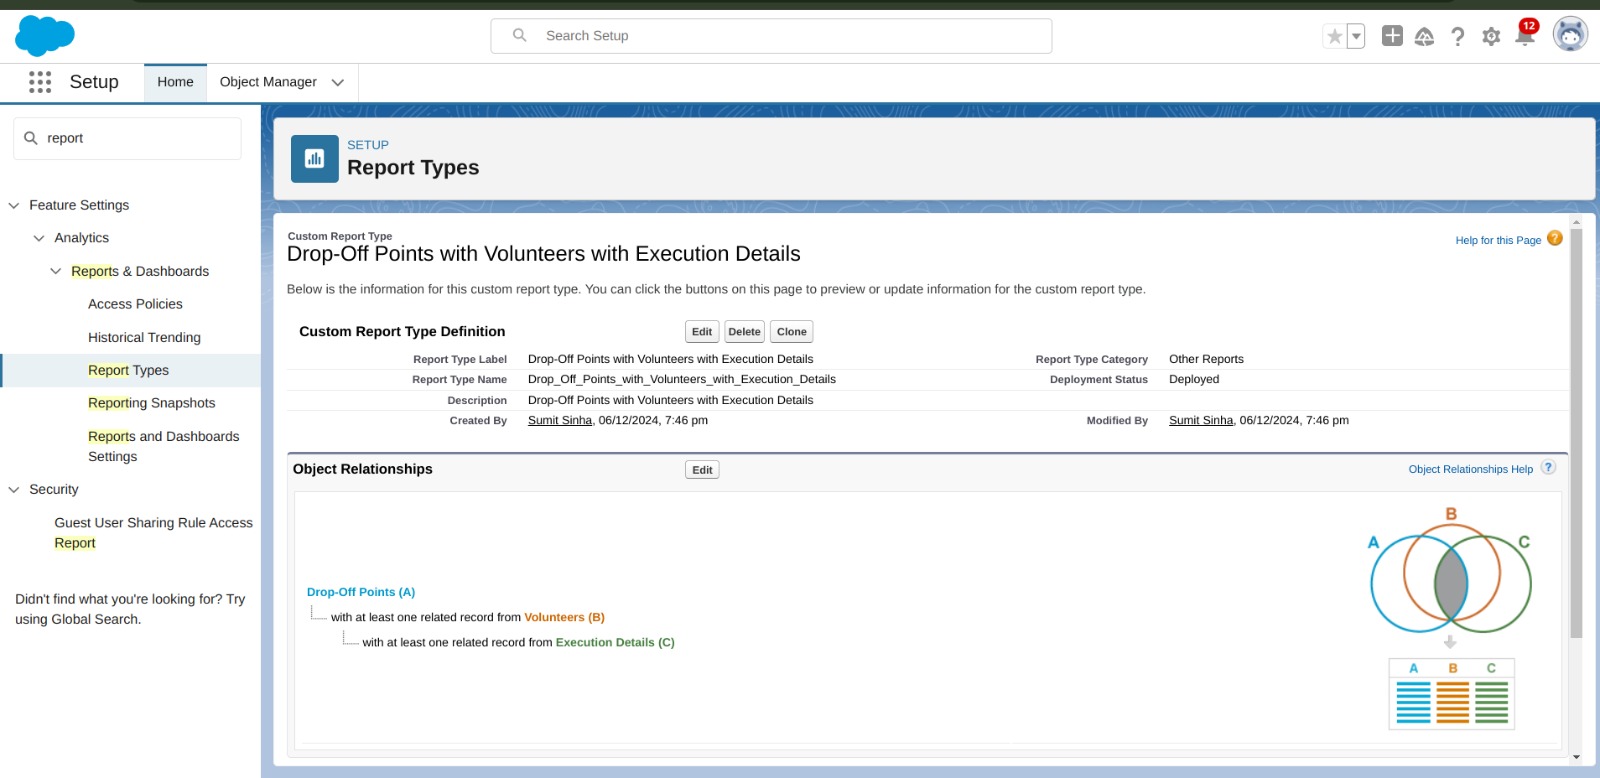 Search Setup
12
Setup
Home
Object Manager
report
Feature Settings
Analytics
Reports & Dashboards
Access Policies
Historical Trending
Report Types
Reporting Snapshots
Reports and Dashboards
Settings
Security
Guest User Sharing Rule Access
Report
Didn't find what you're looking for? Try
using Global Search.
SETUP
Report Types
Custom Report Type
Drop-Off Points with Volunteers with Execution Details
Help for this Page ?
Below is the information for this custom report type. You can click the buttons on this page to preview or update information for the custom report type.
Custom Report Type Definition Edit Delete Clone
Report Type Label Drop-Off Points with Volunteers with Execution Details Report Type Category Other Reports
Report Type Name Drop_Off_Points_with_Volunteers_with_Execution_Details Deployment Status Deployed
Description Drop-Off Points with Volunteers with Execution Details
Created By Sumit Sinha, 06/12/2024, 7:46 pm Modified By Sumit Sinha, 06/12/2024, 7:46 pm
Object Relationships Edit Object Relationships Help ?
Drop-Off Points (A)
with at least one related record from Volunteers (B)
with at least one related record from Execution Details (C)
B
A C
A B C